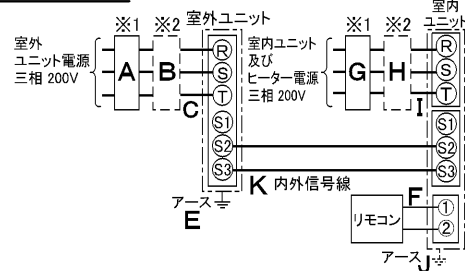 ※1 ※2 室外ユニット
室外
ユニット電源
三相 200V
A B C
R
S
T
S1
S2
S3
アース
E
※1 ※2 室内
ユニット
室内ユニット
及び
ヒーター電源
三相 200V
G H I
R
S
T
S1
S2
S3
K 内外信号線
F
リモコン
①
②
アース J